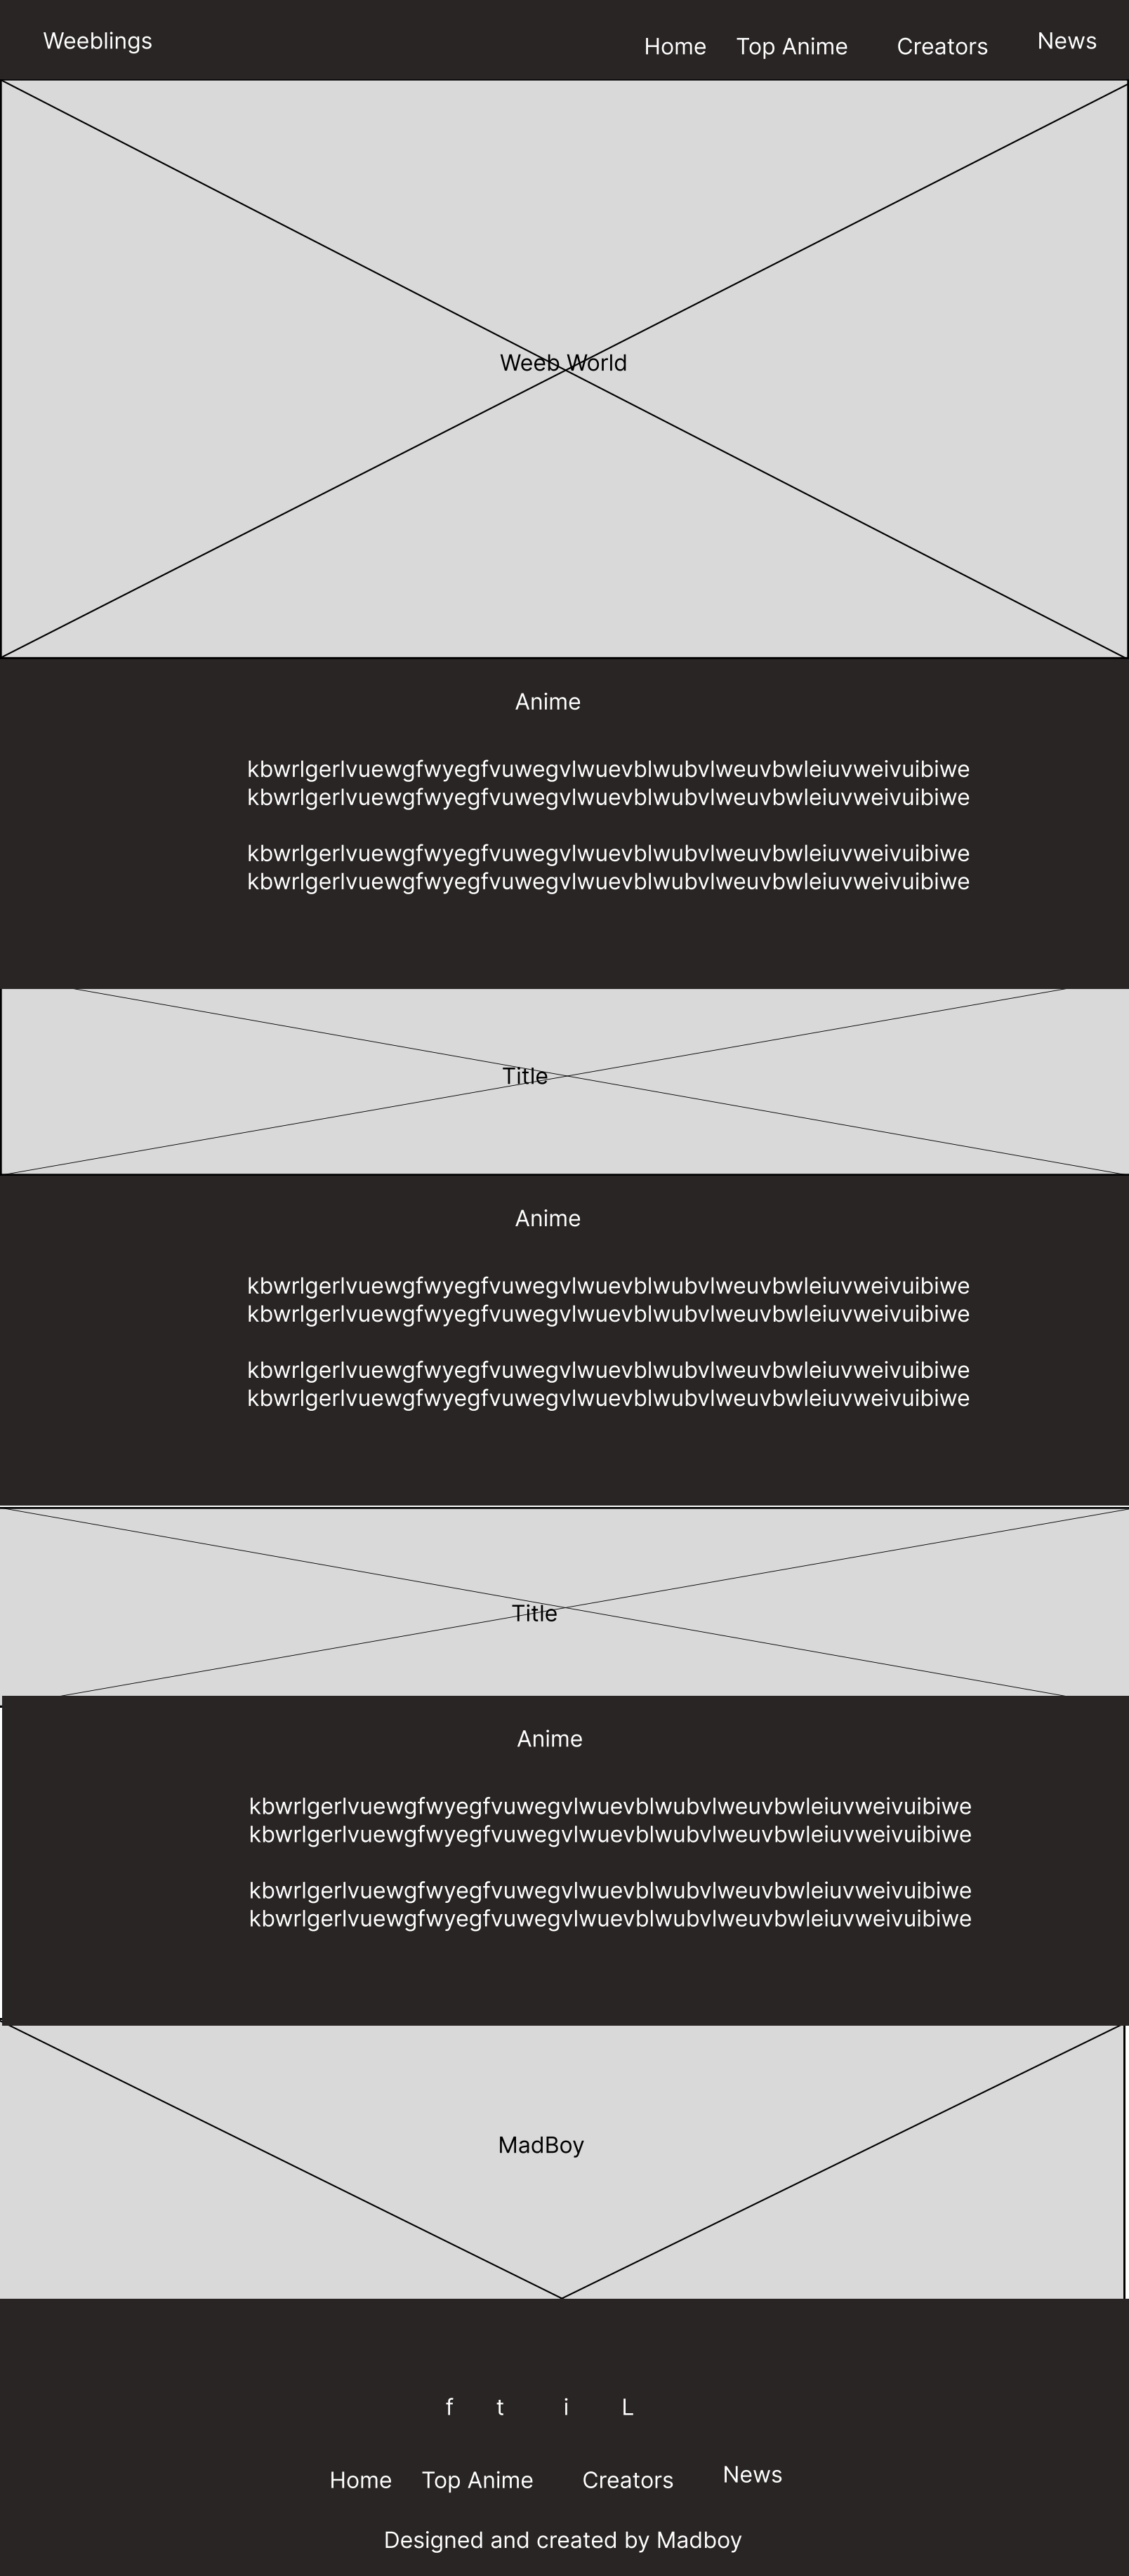 Weeblings Home Top Anime Creators News
Weeb World
Anime
kbwrlgerlvuewgfwyegfvuwegvlwuevblwubvlweuvbwleiuvweivuibiwe
kbwrlgerlvuewgfwyegfvuwegvlwuevblwubvlweuvbwleiuvweivuibiwe
kbwrlgerlvuewgfwyegfvuwegvlwuevblwubvlweuvbwleiuvweivuibiwe
kbwrlgerlvuewgfwyegfvuwegvlwuevblwubvlweuvbwleiuvweivuibiwe
Title
Anime
kbwrlgerlvuewgfwyegfvuwegvlwuevblwubvlweuvbwleiuvweivuibiwe
kbwrlgerlvuewgfwyegfvuwegvlwuevblwubvlweuvbwleiuvweivuibiwe
kbwrlgerlvuewgfwyegfvuwegvlwuevblwubvlweuvbwleiuvweivuibiwe
kbwrlgerlvuewgfwyegfvuwegvlwuevblwubvlweuvbwleiuvweivuibiwe
Title
Anime
kbwrlgerlvuewgfwyegfvuwegvlwuevblwubvlweuvbwleiuvweivuibiwe
kbwrlgerlvuewgfwyegfvuwegvlwuevblwubvlweuvbwleiuvweivuibiwe
kbwrlgerlvuewgfwyegfvuwegvlwuevblwubvlweuvbwleiuvweivuibiwe
kbwrlgerlvuewgfwyegfvuwegvlwuevblwubvlweuvbwleiuvweivuibiwe
MadBoy
f t i L
Home Top Anime Creators News
Designed and created by Madboy